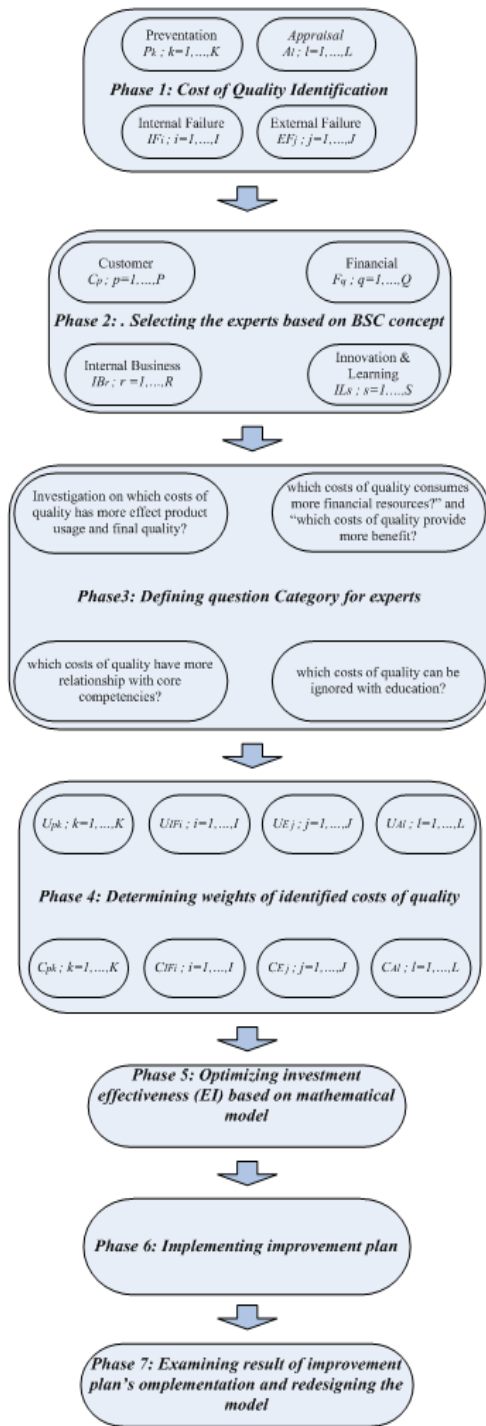 Preventation
Pk ; k=1,...,K
Appraisal
Al ; l=1,...,L
Phase 1: Cost of Quality Identification
Internal Failure
IFi ; i=1,...,I
External Failure
EFj ; j=1,...,J
Customer
Cp ; p=1,...,P
Financial
Fq ; q=1,...,Q
Phase 2: . Selecting the experts based on BSC concept
Internal Business
IBr ; r =1,...,R
Innovation &
Learning
ILs ; s=1,...,S
Investigation on which costs of
quality has more effect product
usage and final quality?
which costs of quality consumes
more financial resources?” and
“which costs of quality provide
more benefit?
Phase3: Defining question Category for experts
which costs of quality have more
relationship with core
competencies?
which costs of quality can be
ignored with education?
Upk ; k=1,...,K
UIFi ; i=1,...,I
UEj ; j=1,...,J
UAl ; l=1,...,L
Phase 4: Determining weights of identified costs of quality
Cpk ; k=1,...,K
CIFi ; i=1,...,I
CEj ; j=1,...,J
CAl ; l=1,...,L
Phase 5: Optimizing investment
effectiveness (EI) based on mathematical
model
Phase 6: Implementing improvement plan
Phase 7: Examining result of improvement
plan's omplementation and redesigning the
model